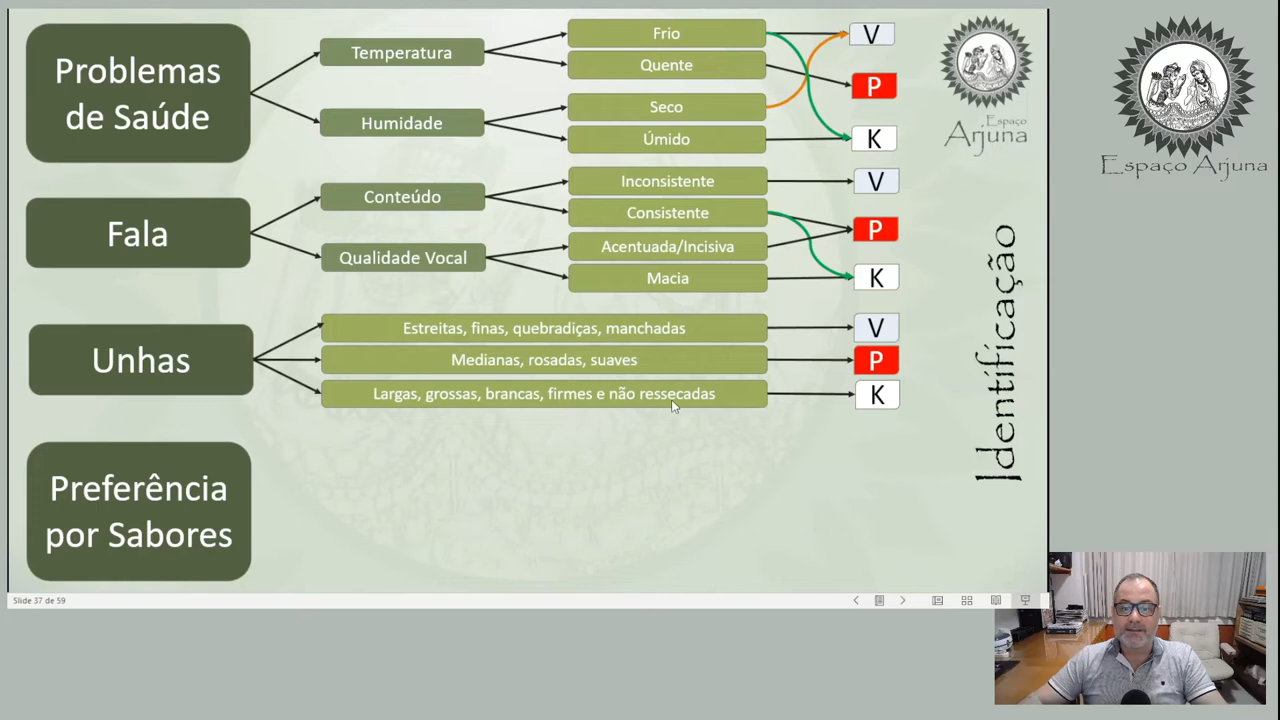 Problemas
de Saúde
Temperatura
Humidade
Frio
Quente
Seco
Úmido
V
P
K
Fala
Conteúdo
Qualidade Vocal
Inconsistente
Consistente
Acentuada/Incisiva
Macia
V
P
K
Unhas
Estreitas, finas, quebradiças, manchadas
Medianas, rosadas, suaves
Largas, grossas, brancas, firmes e não ressecadas
V
P
K
Preferência
por Sabores
Espaço
Arjuna
Identificação
Espaço Arjuna
Slide 37 de 59